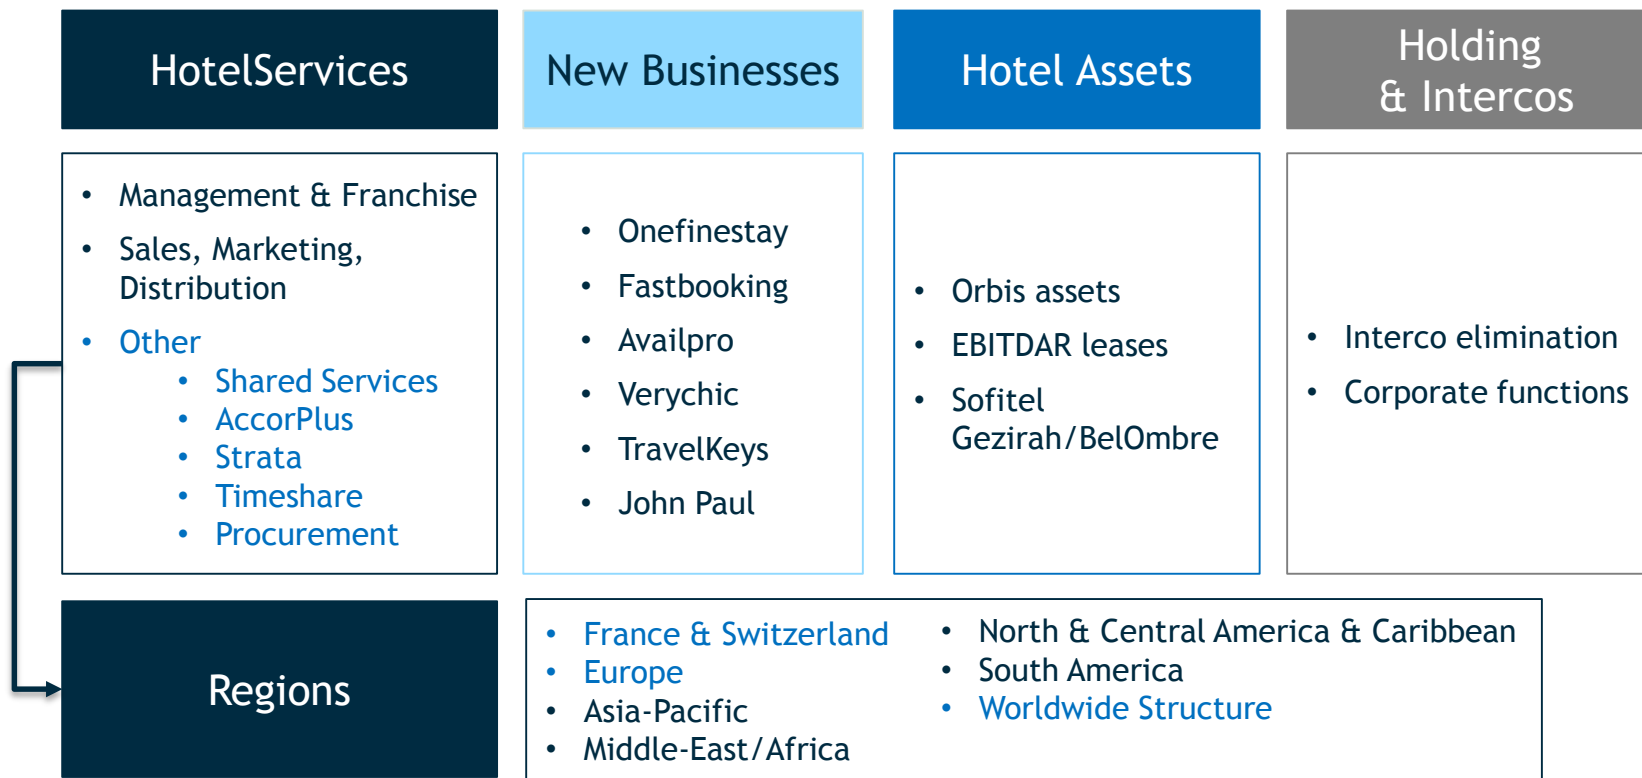 HotelServices
• Management & Franchise
• Sales, Marketing,
Distribution
• Other
• Shared Services
• AccorPlus
• Strata
• Timeshare
• Procurement
New Businesses
• Onefinestay
• Fastbooking
• Availpro
• Verychic
• TravelKeys
• John Paul
Hotel Assets
• Orbis assets
• EBITDAR leases
• Sofitel
Gezirah/BelOmbre
Holding
& Intercos
• Interco elimination
• Corporate functions
Regions
• France & Switzerland
• Europe
• Asia-Pacific
• Middle-East/Africa
• North & Central America & Caribbean
• South America
• Worldwide Structure